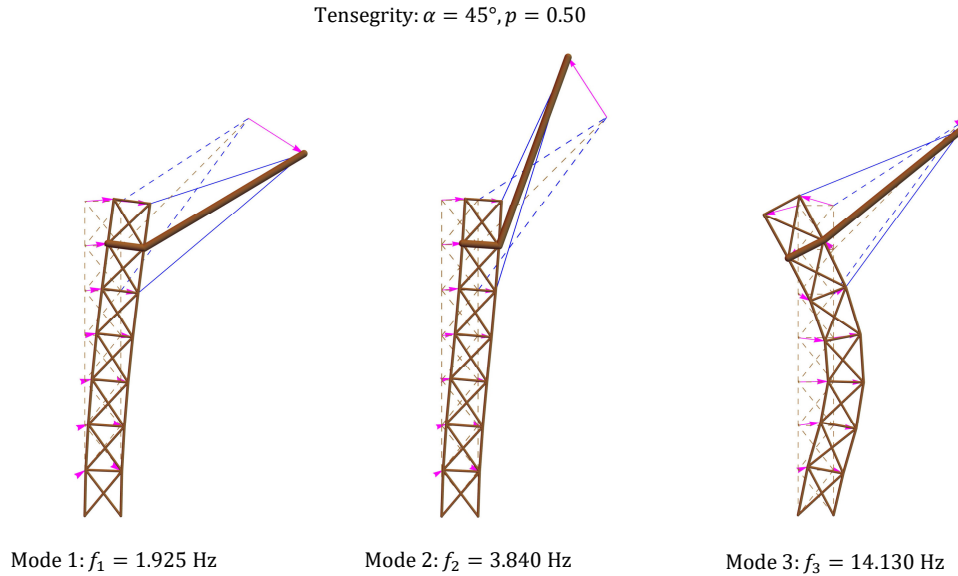 Tensegrity: α = 45°, p = 0.50
Mode 1: f₁ = 1.925 Hz
Mode 2: f₂ = 3.840 Hz
Mode 3: f₃ = 14.130 Hz